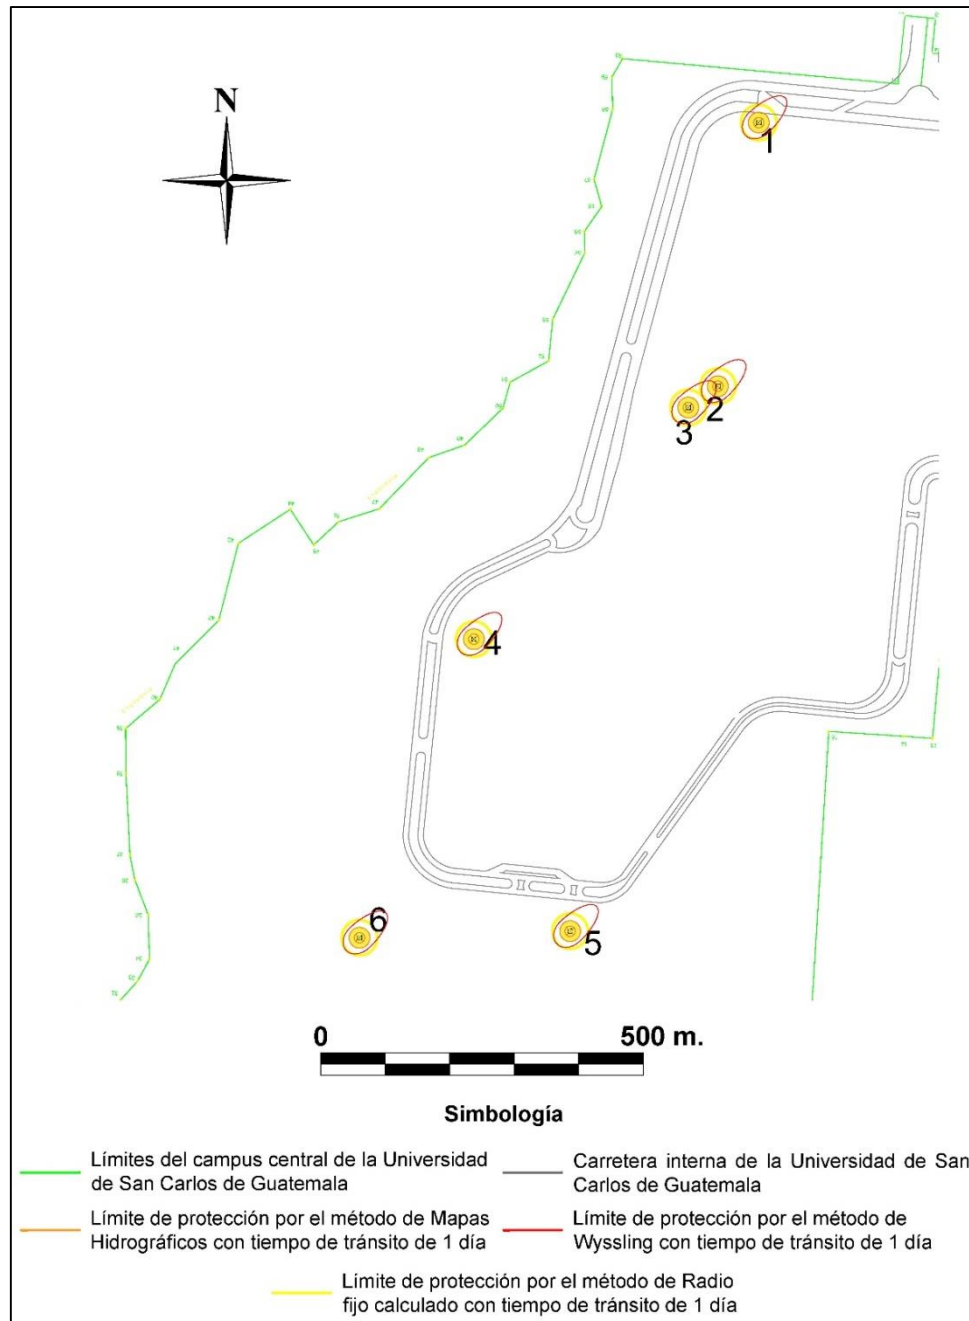 N
1
2
3
4
6
5
0 500 m.
Simbología
Límites del campus central de la Universidad
de San Carlos de Guatemala
Carretera interna de la Universidad de San
Carlos de Guatemala
Límite de protección por el método de Mapas
Hidrográficos con tiempo de tránsito de 1 día
Límite de protección por el método de
Wyssling con tiempo de tránsito de 1 día
Límite de protección por el método de Radio
fijo calculado con tiempo de tránsito de 1 día